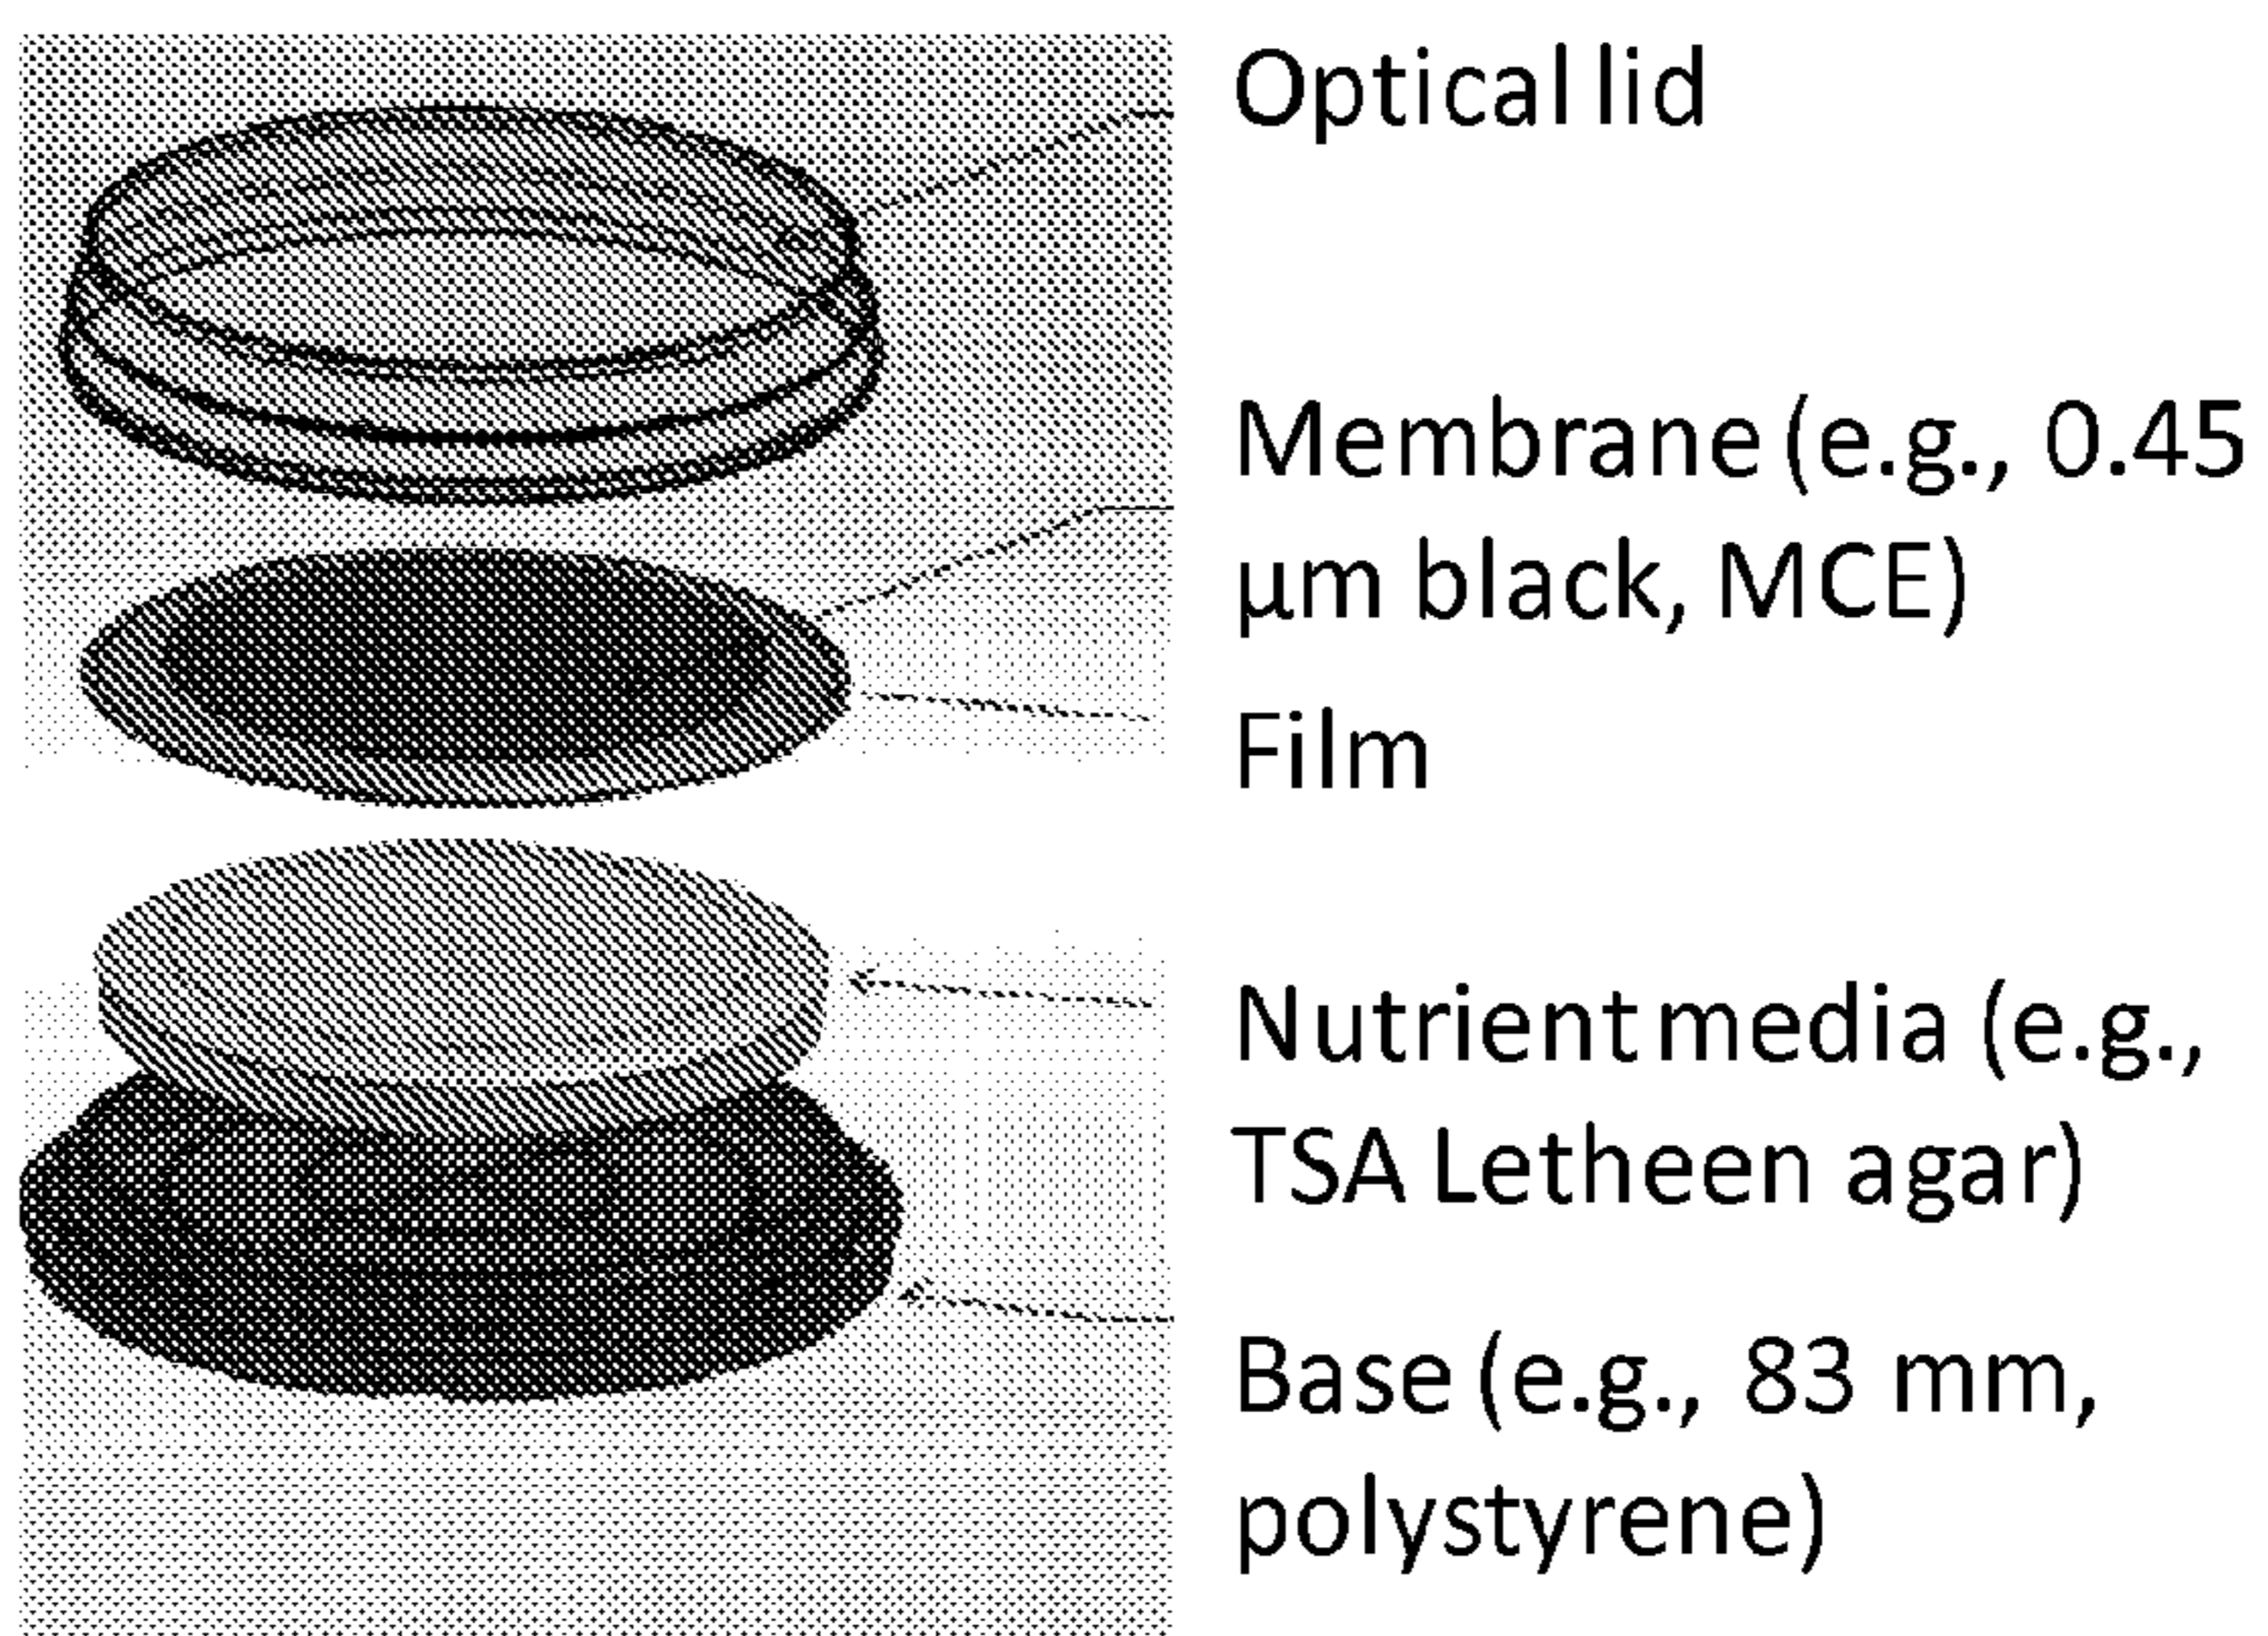 Optical lid
Membrane (e.g., 0.45
µm black, MCE)
Film
Nutrient media (e.g.,
TSA Letheen agar)
Base (e.g., 83 mm,
polystyrene)